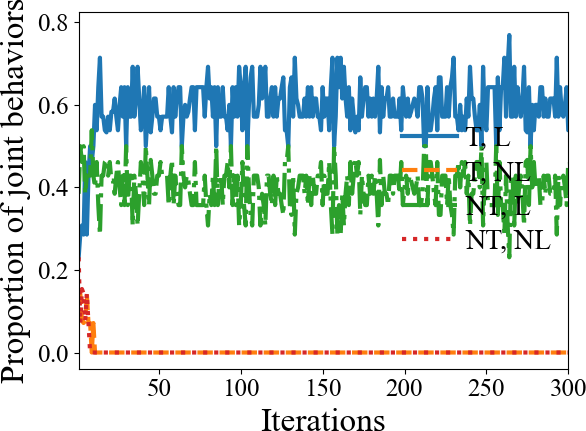 Proportion of joint behaviors
0.8
0.6
0.4
0.2
0.0
T, L
T, NL
NT, L
NT, NL
50
100
150
200
250
300
Iterations